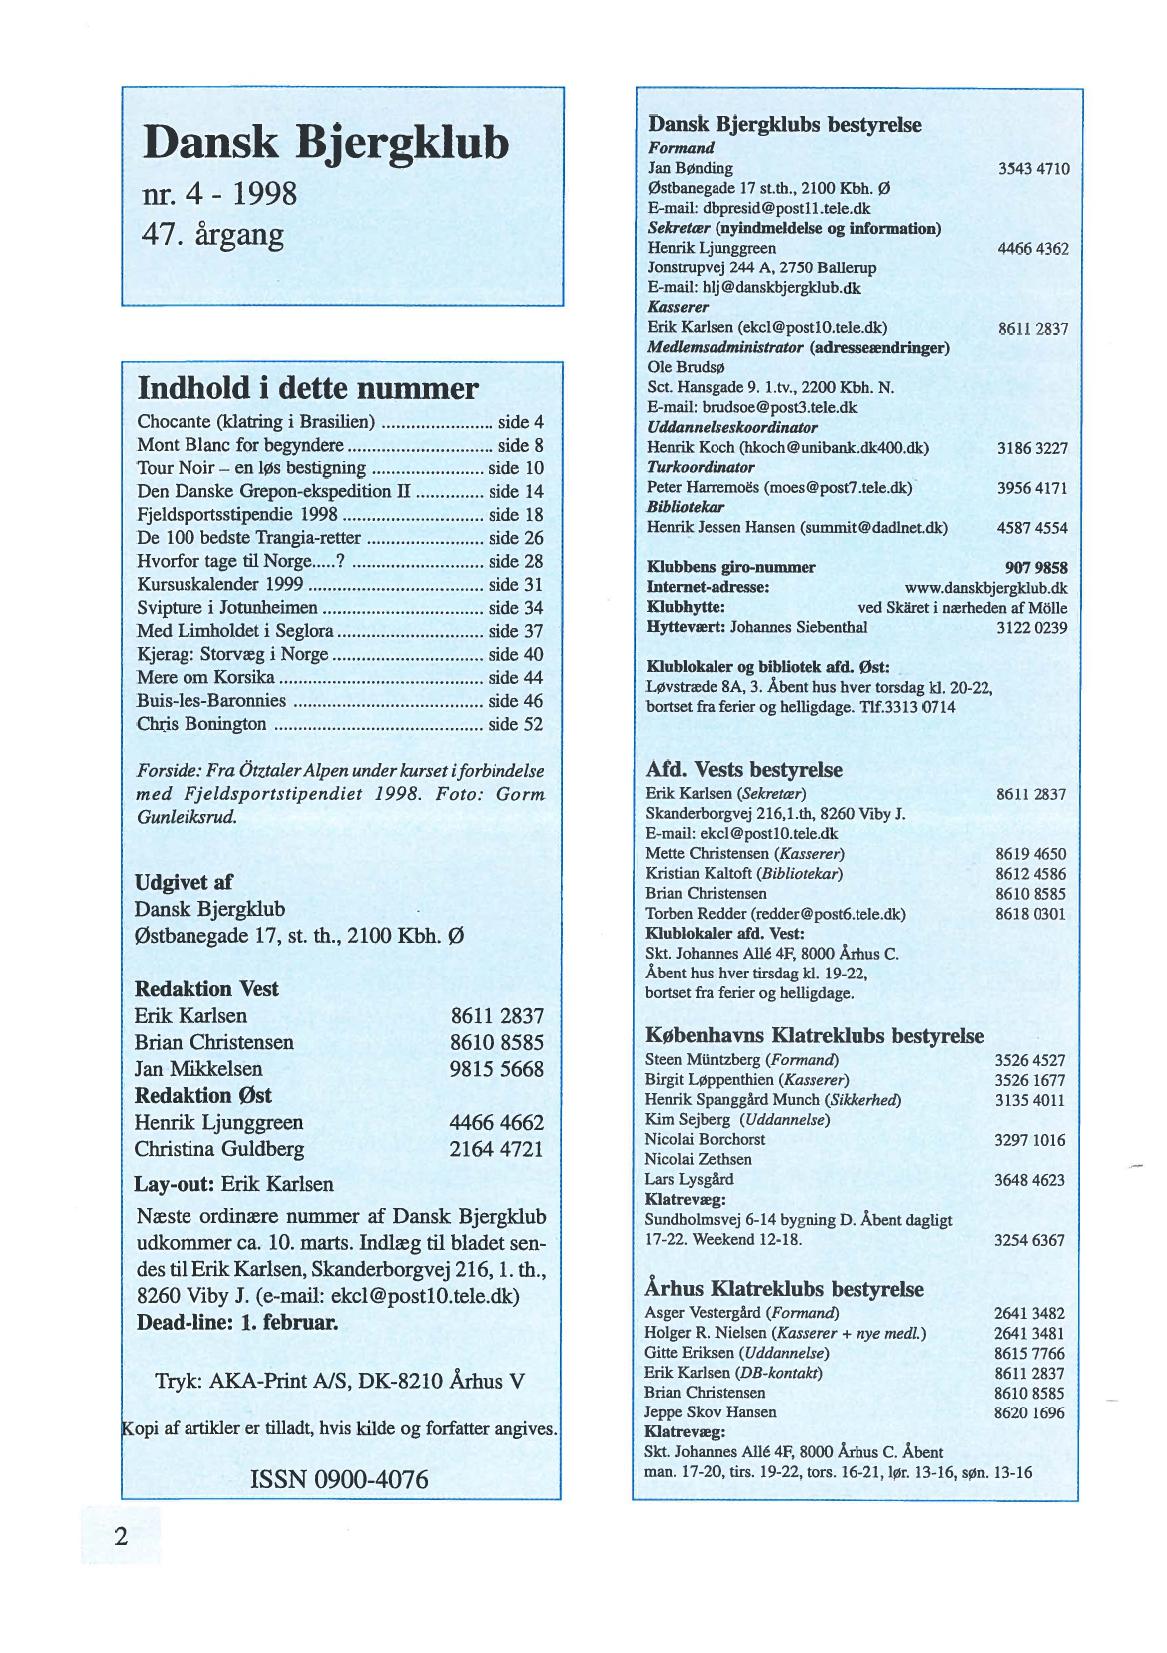 Dansk Bjergklub
nr. 4 - 1998
47. årgang
Indhold i dette nummer
Chocante (klatring i Brasilien) ....................... side 4
Mont Blanc for begyndere .............................. side 8
Tour Noir – en løs bestigning ....................... side 10
Den Danske Grepon-ekspedition II .............. side 14
Fjeldsportsstipendie 1998 ............................. side 18
De 100 bedste Trangia-retter ........................ side 26
Hvorfor tage til Norge.....? ........................... side 28
Kursuskalender 1999 .................................... side 31
Svipture i Jotunheimen ................................. side 34
Med Limholdet i Seglora .............................. side 37
Kjerag: Storvæg i Norge ............................... side 40
Mere om Korsika .......................................... side 44
Buis-les-Baronnies ....................................... side 46
Chris Bonington ........................................... side 52
Forside: Fra Ötztaler Alpen under kurset i forbindelse
med Fjeldsportstipendiet 1998. Foto: Gorm
Gunleiksrud.
Udgivet af
Dansk Bjergklub
Østbanegade 17, st. th., 2100 Kbh. Ø
Redaktion Vest
Erik Karlsen 8611 2837
Brian Christensen 8610 8585
Jan Mikkelsen 9815 5668
Redaktion Øst
Henrik Ljunggreen 4466 4662
Christina Guldberg 2164 4721
Lay-out: Erik Karlsen
Næste ordinære nummer af Dansk Bjergklub
udkommer ca. 10. marts. Indlæg til bladet sen-
des til Erik Karlsen, Skanderborgvej 216, 1. th.,
8260 Viby J. (e-mail: ekcl@post10.tele.dk)
Dead-line: 1. februar.
Tryk: AKA-Print A/S, DK-8210 Århus V
Kopi af artikler er tilladt, hvis kilde og forfatter angives.
ISSN 0900-4076
2
Dansk Bjergklubs bestyrelse
Formand
Jan Bønding 3543 4710
Østbanegade 17 st.th., 2100 Kbh. Ø
E-mail: dbpresid@post11.tele.dk
Sekretær (nyindmeldelse og information)
Henrik Ljunggreen 4466 4362
Jonstrupvej 244 A, 2750 Ballerup
E-mail: hlj@danskbjergklub.dk
Kasserer
Erik Karlsen (ekcl@post10.tele.dk) 8611 2837
Medlemsadministrator (adresseændringer)
Ole Brudsø
Sct. Hansgade 9. 1.tv., 2200 Kbh. N.
E-mail: brudsoe@post3.tele.dk
Uddannelseskoordinator
Henrik Koch (hkoch@unibank.dk400.dk) 3186 3227
Turkoordinator
Peter Harremoës (moes@post7.tele.dk) 3956 4171
Bibliotekar
Henrik Jessen Hansen (summit@dadlnet.dk) 4587 4554
Klubbens giro-nummer 907 9858
Internet-adresse: www.danskbjergklub.dk
Klubhytte: ved Skäret i nærheden af Mölle
Hyttevært: Johannes Siebenthal 3122 0239
Klublokaler og bibliotek afd. Øst:
Løvstræde 8A, 3. Åbent hus hver torsdag kl. 20-22,
bortset fra ferier og helligdage. Tlf.3313 0714
Afd. Vests bestyrelse
Erik Karlsen (Sekretær) 8611 2837
Skanderborgvej 216,1.th, 8260 Viby J.
E-mail: ekcl@post10.tele.dk
Mette Christensen (Kasserer) 8619 4650
Kristian Kaltoft (Bibliotekar) 8612 4586
Brian Christensen 8610 8585
Torben Redder (redder@post6.tele.dk) 8618 0301
Klublokaler afd. Vest:
Skt. Johannes Allé 4F, 8000 Århus C.
Åbent hus hver tirsdag kl. 19-22,
bortset fra ferier og helligdage.
Københavns Klatreklubs bestyrelse
Steen Müntzberg (Formand) 3526 4527
Birgit Løppenthien (Kasserer) 3526 1677
Henrik Spanggård Munch (Sikkerhed) 3135 4011
Kim Sejberg (Uddannelse)
Nicolai Borchorst 3297 1016
Nicolai Zethsen
Lars Lysgård 3648 4623
Klatrevæg:
Sundholmsvej 6-14 bygning D. Åbent dagligt
17-22. Weekend 12-18. 3254 6367
Århus Klatreklubs bestyrelse
Asger Vestergård (Formand) 2641 3482
Holger R. Nielsen (Kasserer + nye medl.) 2641 3481
Gitte Eriksen (Uddannelse) 8615 7766
Erik Karlsen (DB-kontakt) 8611 2837
Brian Christensen 8610 8585
Jeppe Skov Hansen 8620 1696
Klatrevæg:
Skt. Johannes Allé 4F, 8000 Århus C. Åbent
man. 17-20, tirs. 19-22, tors. 16-21, lør. 13-16, søn. 13-16